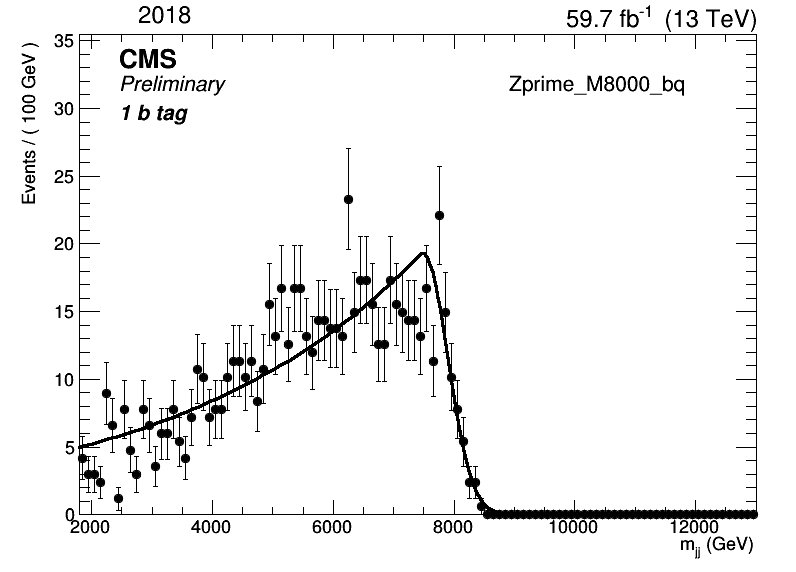 2018
59.7 fb⁻¹ (13 TeV)
CMS
Preliminary
1 b tag
Zprime_M8000_bq
Events / ( 100 GeV )
35
30
25
20
15
10
5
0
2000 4000 6000 8000 10000 12000
m_jj (GeV)